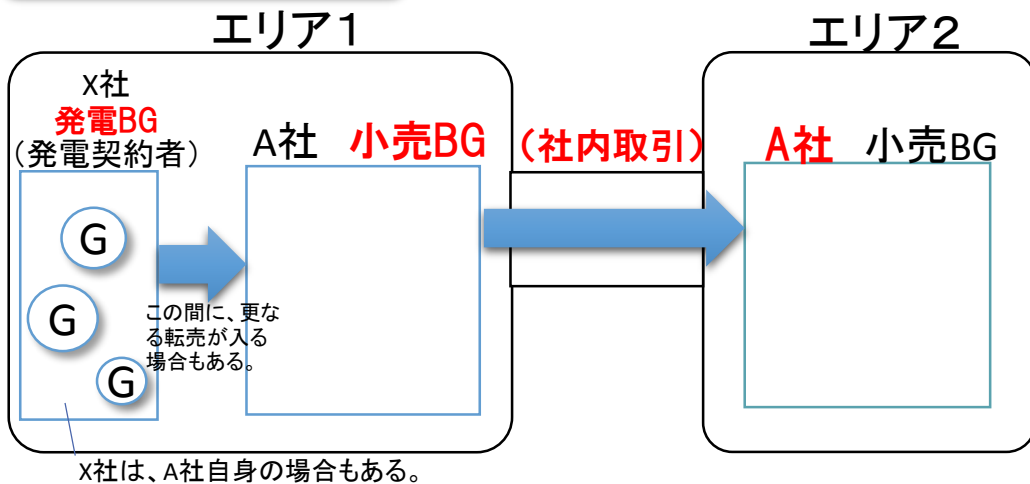 エリア１
エリア２
X社
発電BG
（発電契約者）
A社 小売BG
（社内取引）
A社 小売BG
G
G
G
この間に、更な
る転売が入る
場合もある。
X社は、A社自身の場合もある。